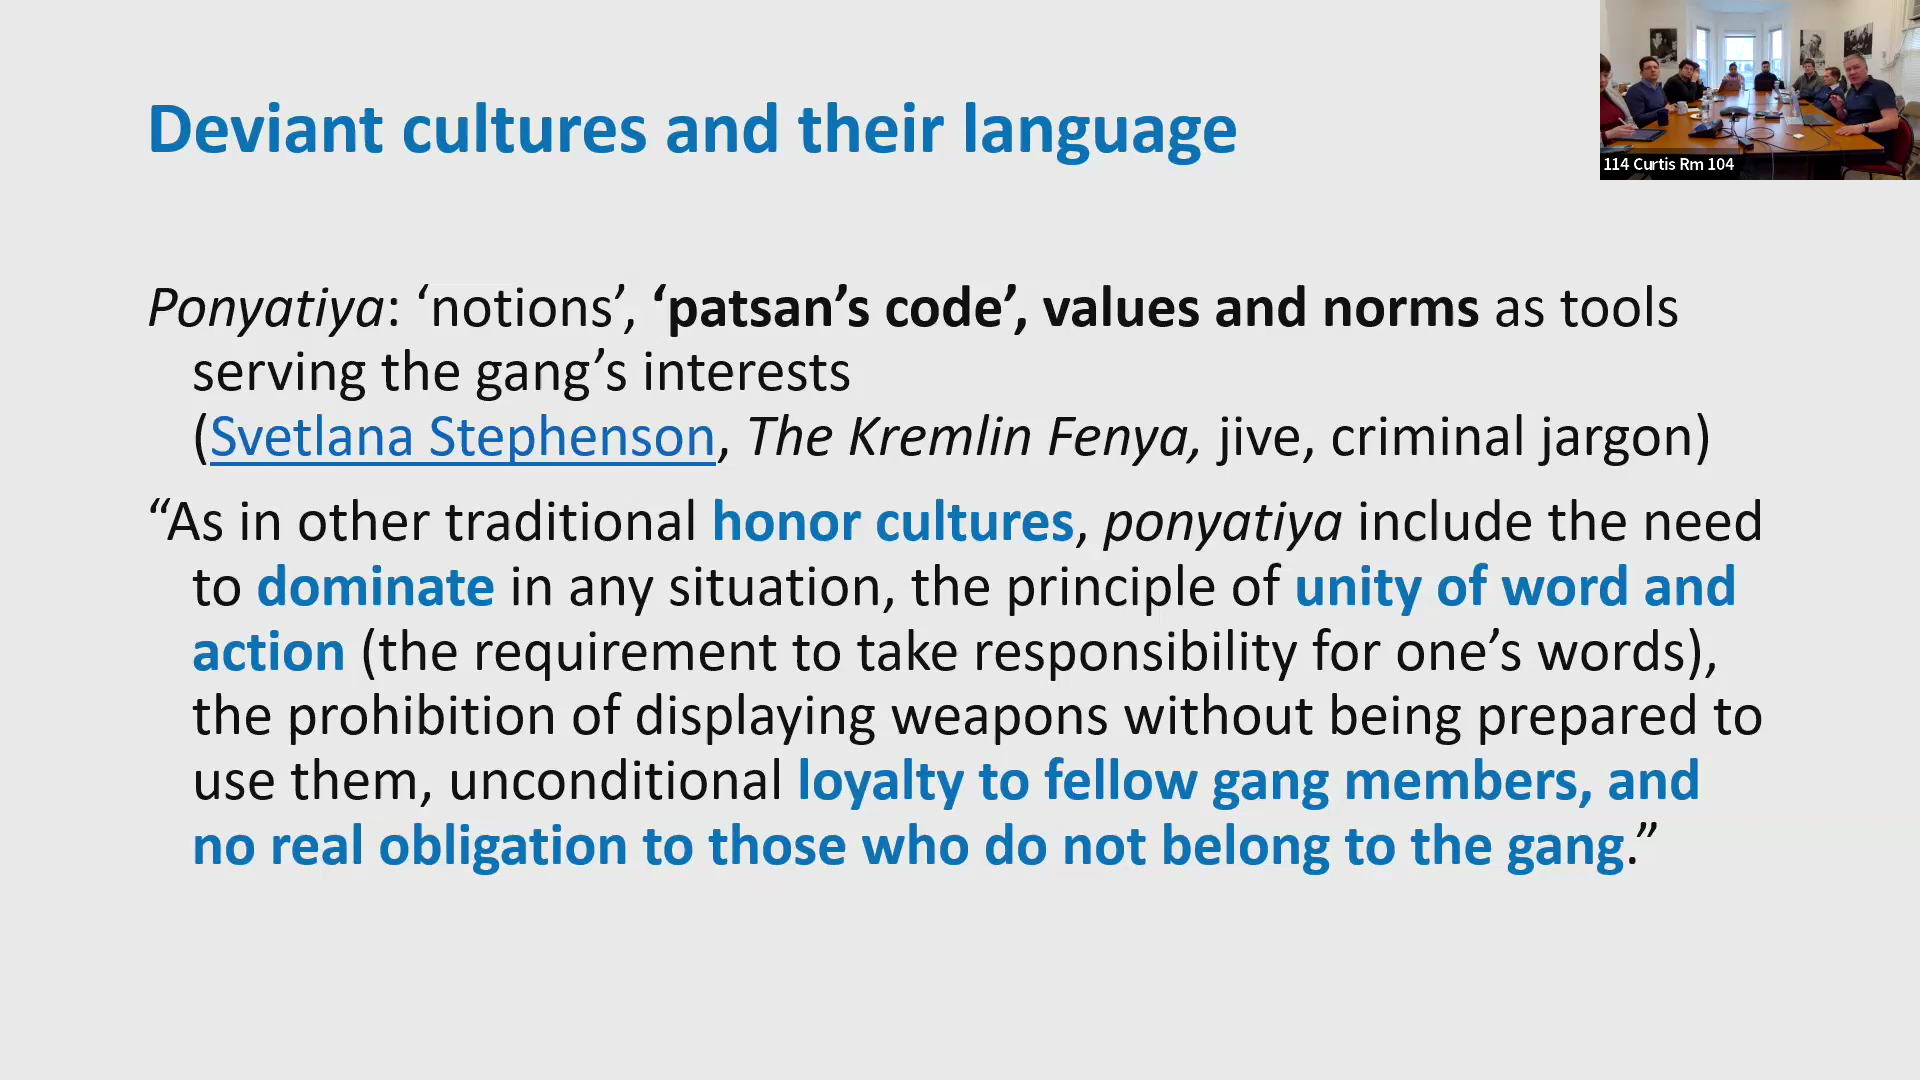 Deviant cultures and their language
114 Curtis Rm 104
Ponyatiya: ‘notions’, ‘patsan’s code’, values and norms as tools
serving the gang’s interests
(Svetlana Stephenson, The Kremlin Fenya, jive, criminal jargon)
“As in other traditional honor cultures, ponyatiya include the need
to dominate in any situation, the principle of unity of word and
action (the requirement to take responsibility for one’s words),
the prohibition of displaying weapons without being prepared to
use them, unconditional loyalty to fellow gang members, and
no real obligation to those who do not belong to the gang.”